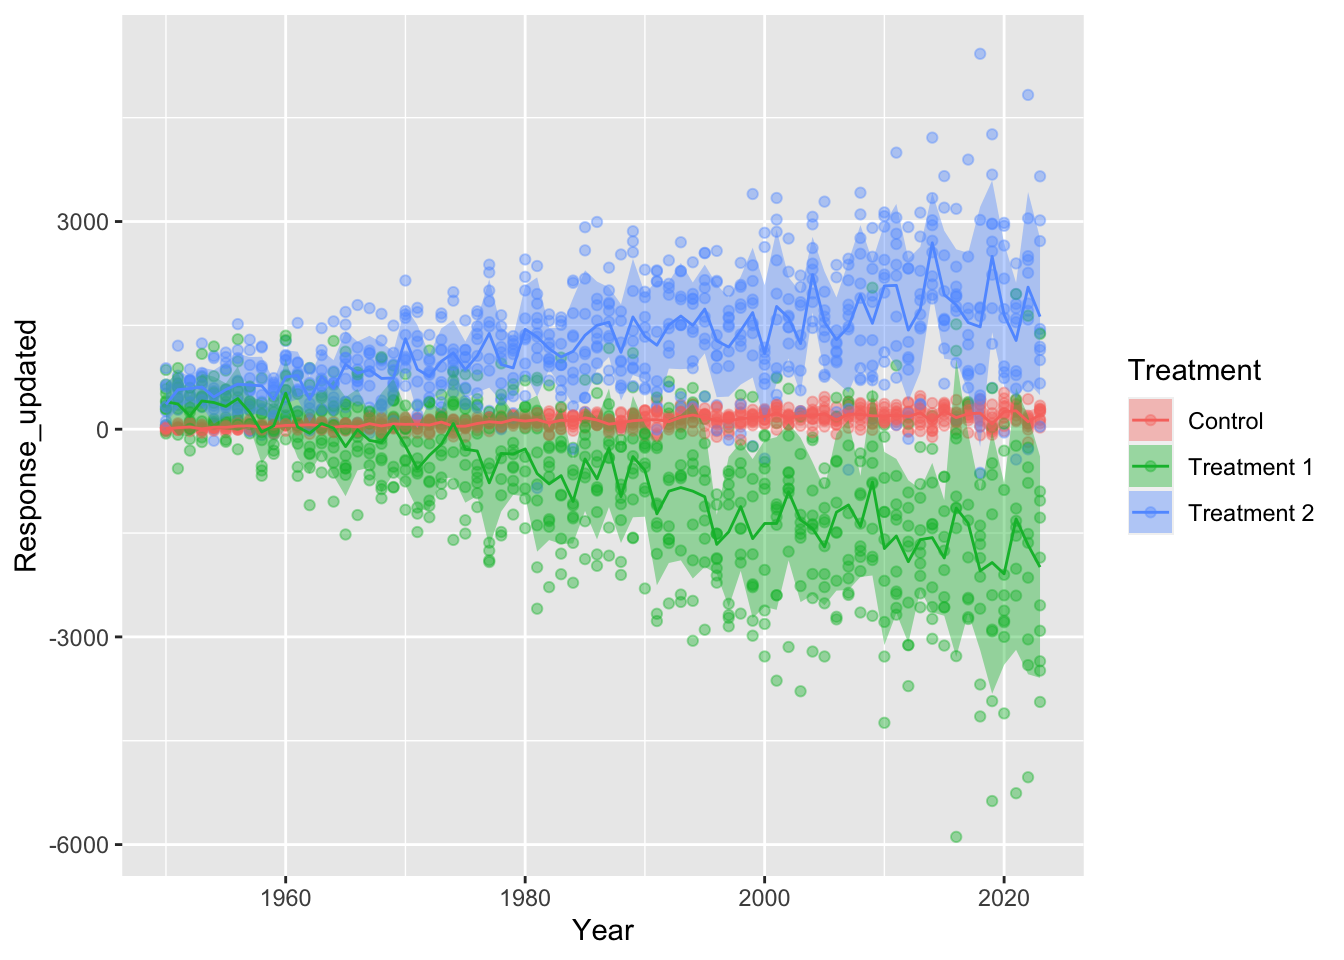 Response_updated
3000
0
-3000
-6000
1960
1980
2000
2020
Year
Treatment
Control
Treatment 1
Treatment 2